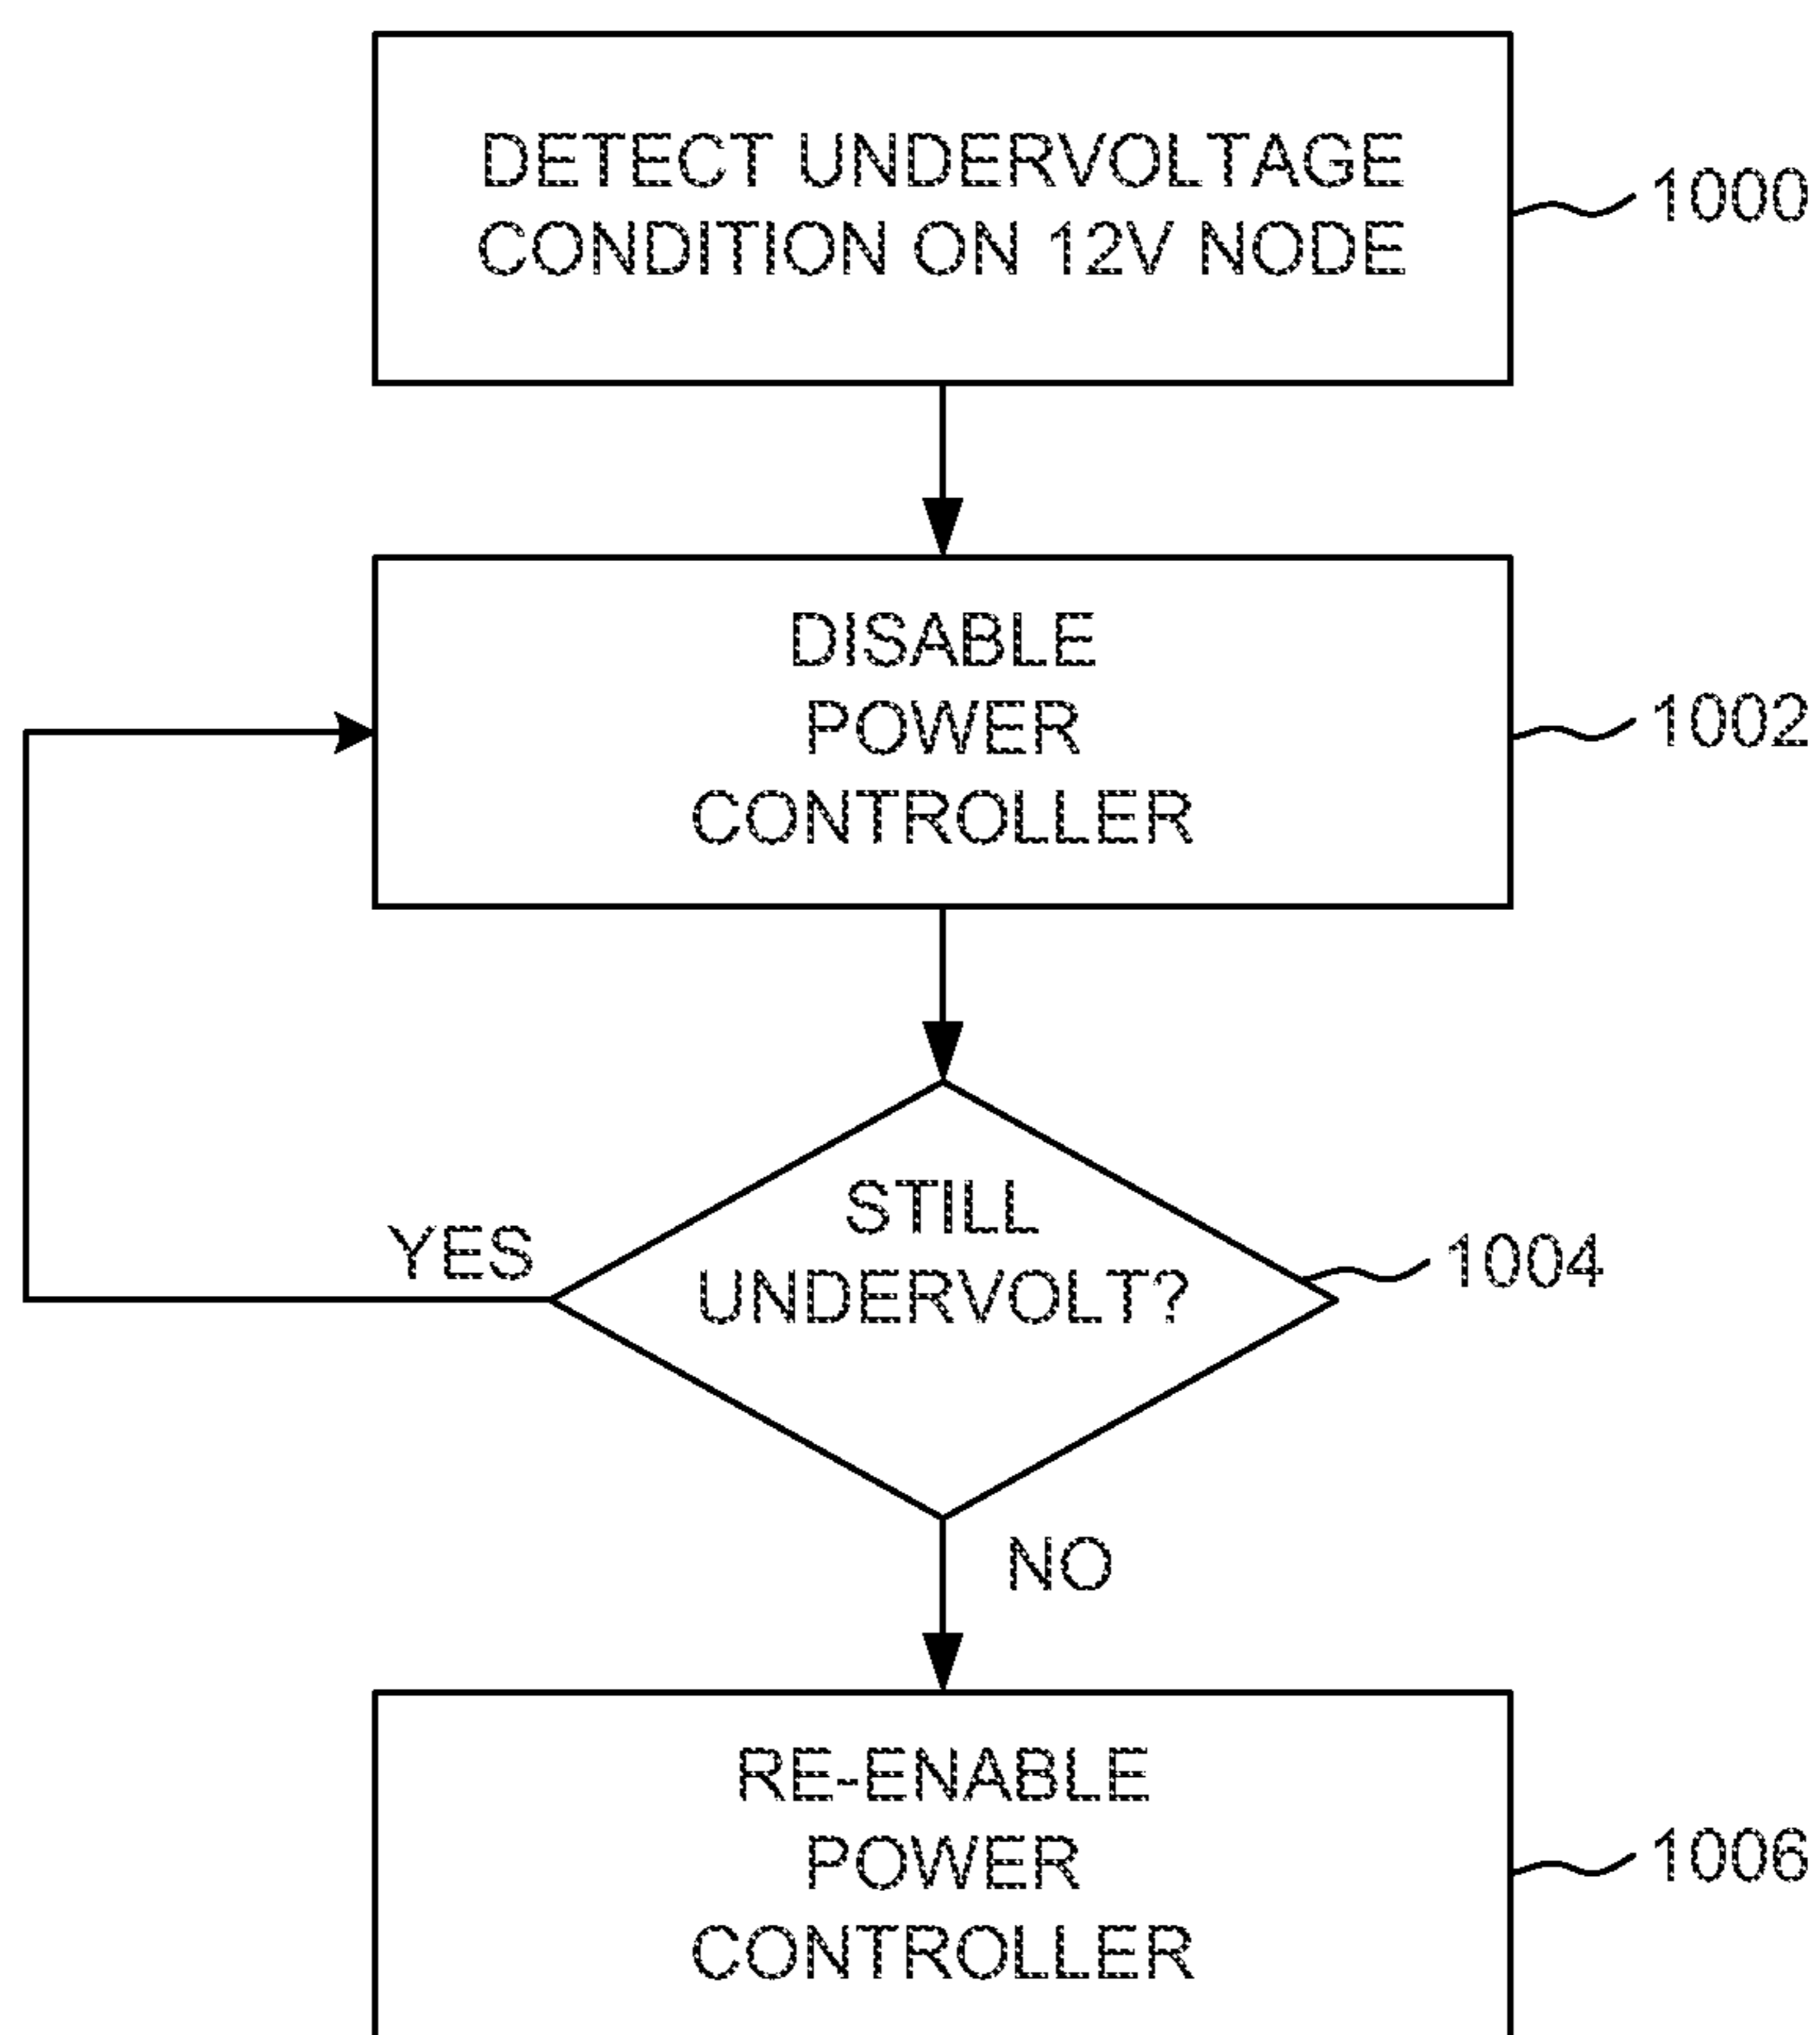 DETECT UNDERVOLTAGE
CONDITION ON 12V NODE
1000
DISABLE
POWER
CONTROLLER
1002
STILL
UNDERVOLT?
1004
YES
NO
RE-ENABLE
POWER
CONTROLLER
1006